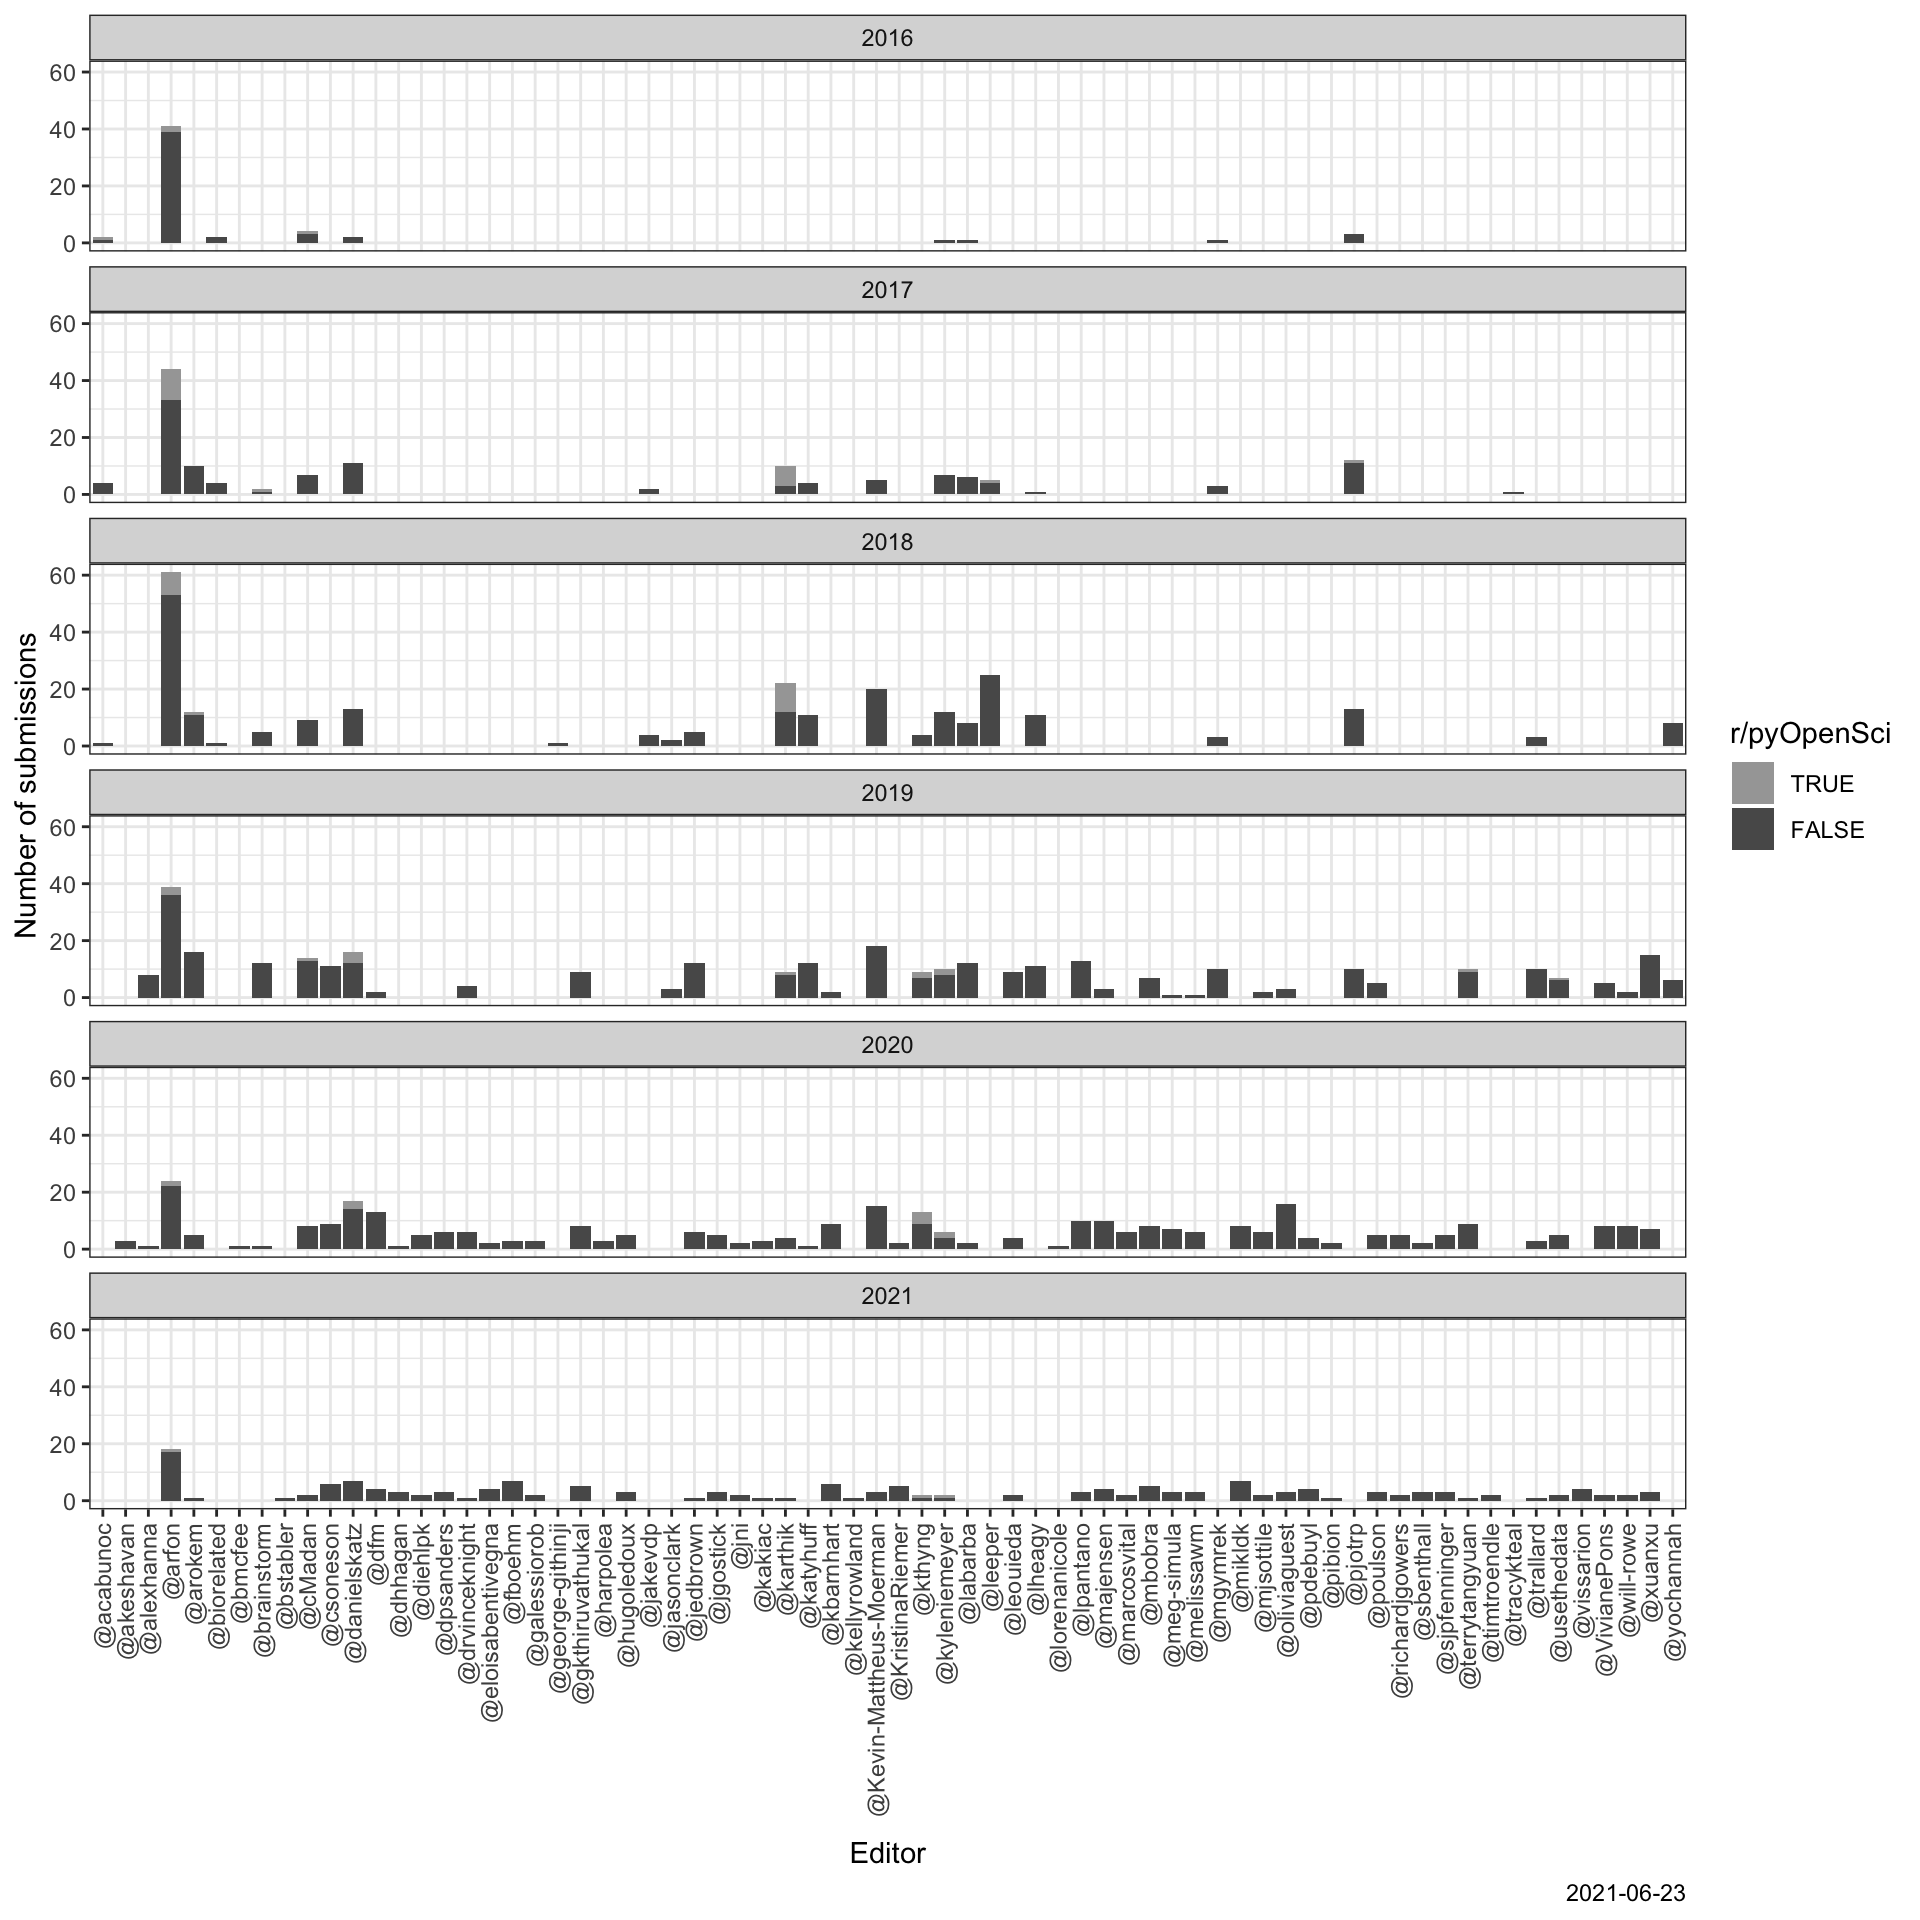 2016
60
40
20
0
2017
60
40
20
0
2018
60
40
20
0
2019
60
40
20
0
2020
60
40
20
0
2021
60
40
20
0
Number of submissions
@acabunoc
@akeshavan
@alexhanna
@arfon
@arokem
@biorelated
@bmcfee
@brainstorm
@bstabler
@cMadan
@csoneson
@danielskatz
@dfm
@dhhagan
@diehlpk
@dpsanders
@drvinceknight
@eloisabentivegna
@fboehm
@galessiorob
@george-githinji
@gkthiruvathukal
@harpolea
@hugoledoux
@jakevdp
@jasonclark
@jedbrown
@jgostick
@jni
@kakiac
@karthik
@katyhuff
@kbarnhart
@kellyrowland
@Kevin-Mattheus-Moerman
@KristinaRiemer
@kthyng
@kyleniemeyer
@labarba
@leeper
@leouieda
@lheagy
@lorenanicole
@lpantano
@majensen
@marcosvital
@mbobra
@meg-simula
@melissawm
@mgymrek
@mikldk
@mjsottile
@oliviaguest
@pdebuyl
@pibion
@pjotrp
@poulson
@richardjgowers
@sbenthall
@sjpfenninger
@terrytangyuan
@timtroendle
@tracykteal
@trallard
@usethedata
@vissarion
@VivianePons
@will-rowe
@xuanxu
@yochannah
Editor
r/pyOpenSci
TRUE
FALSE
2021-06-23